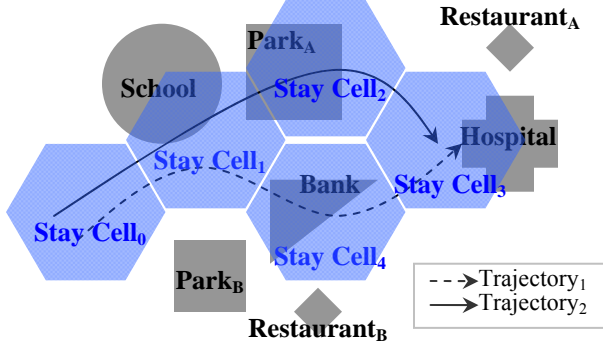 Restaurant_A
Park_A
School
Stay Cell_2
Hospital
Stay Cell_1
Bank
Stay Cell_3
Stay Cell_0
Stay Cell_4
Park_B
Trajectory_1
Trajectory_2
Restaurant_B